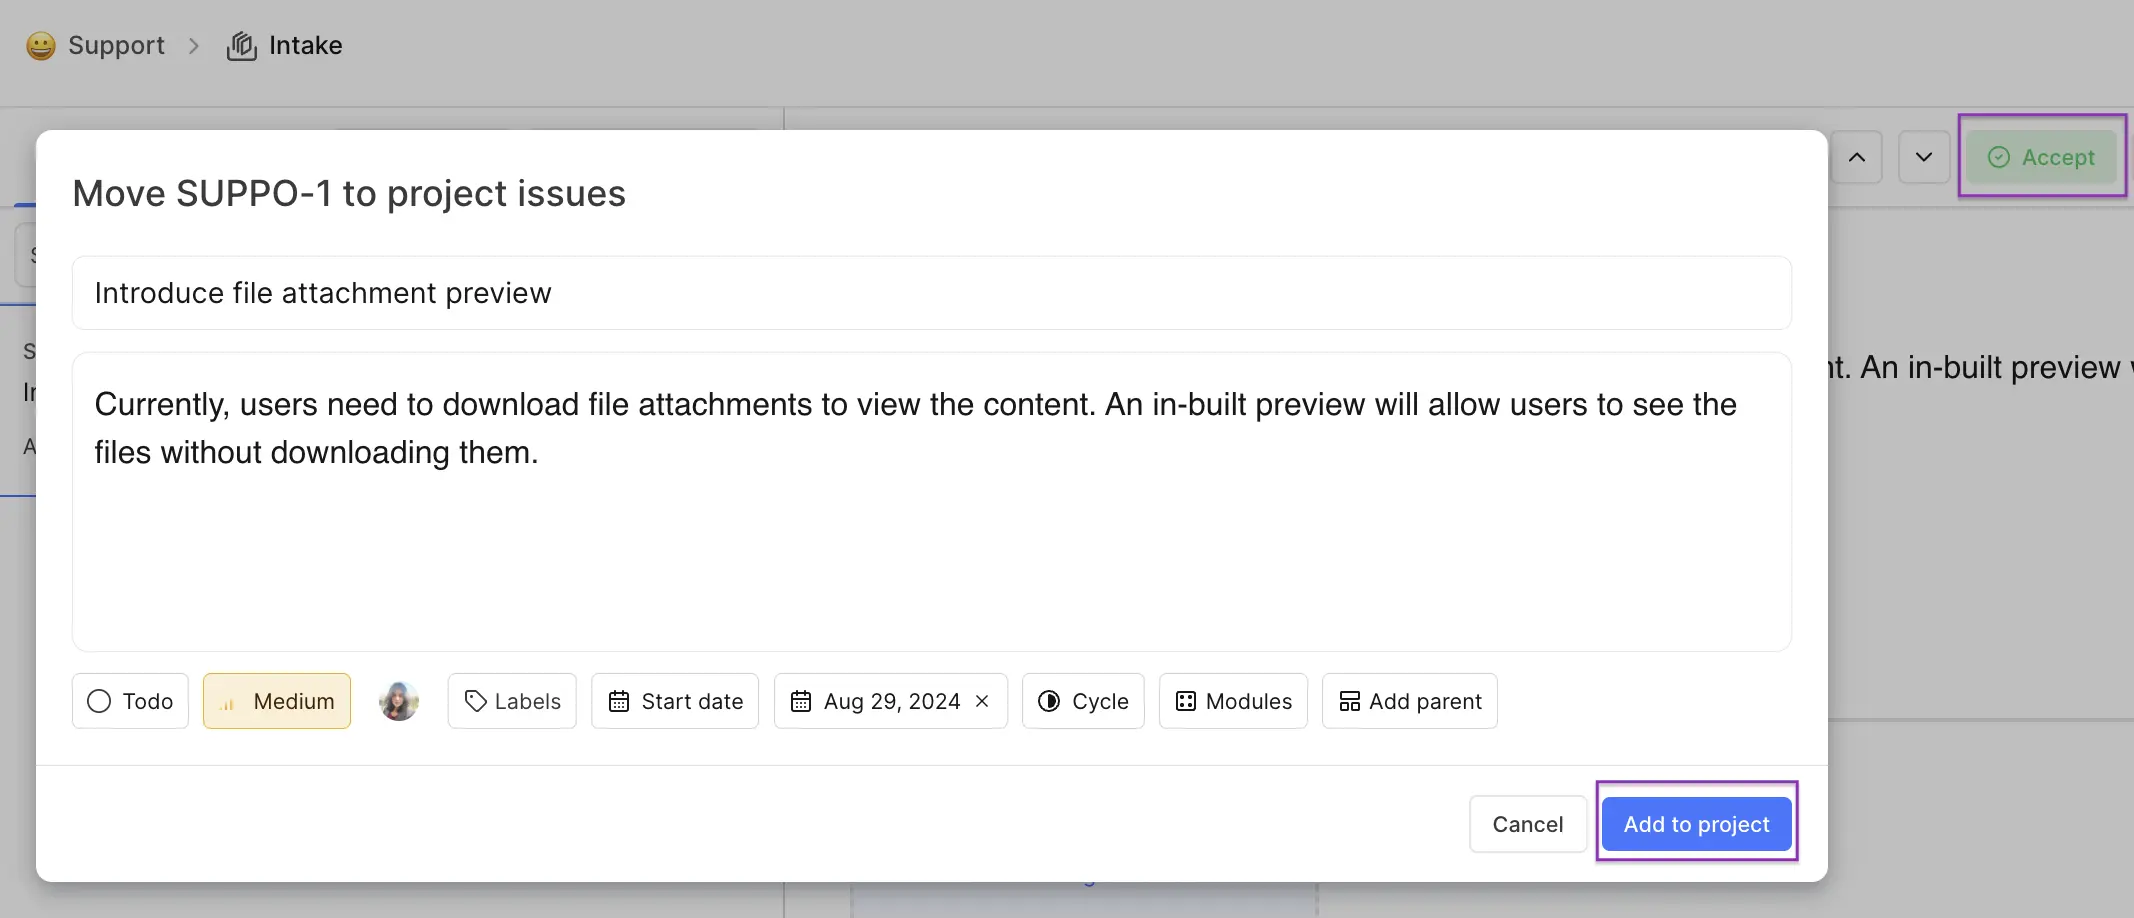 Support > Intake
Accept
Move SUPPO-1 to project issues
Introduce file attachment preview
Currently, users need to download file attachments to view the content. An in-built preview will allow users to see the
files without downloading them.
nt. An in-built preview
Todo Medium Labels Start date Aug 29, 2024 × Cycle Modules Add parent
Cancel Add to project